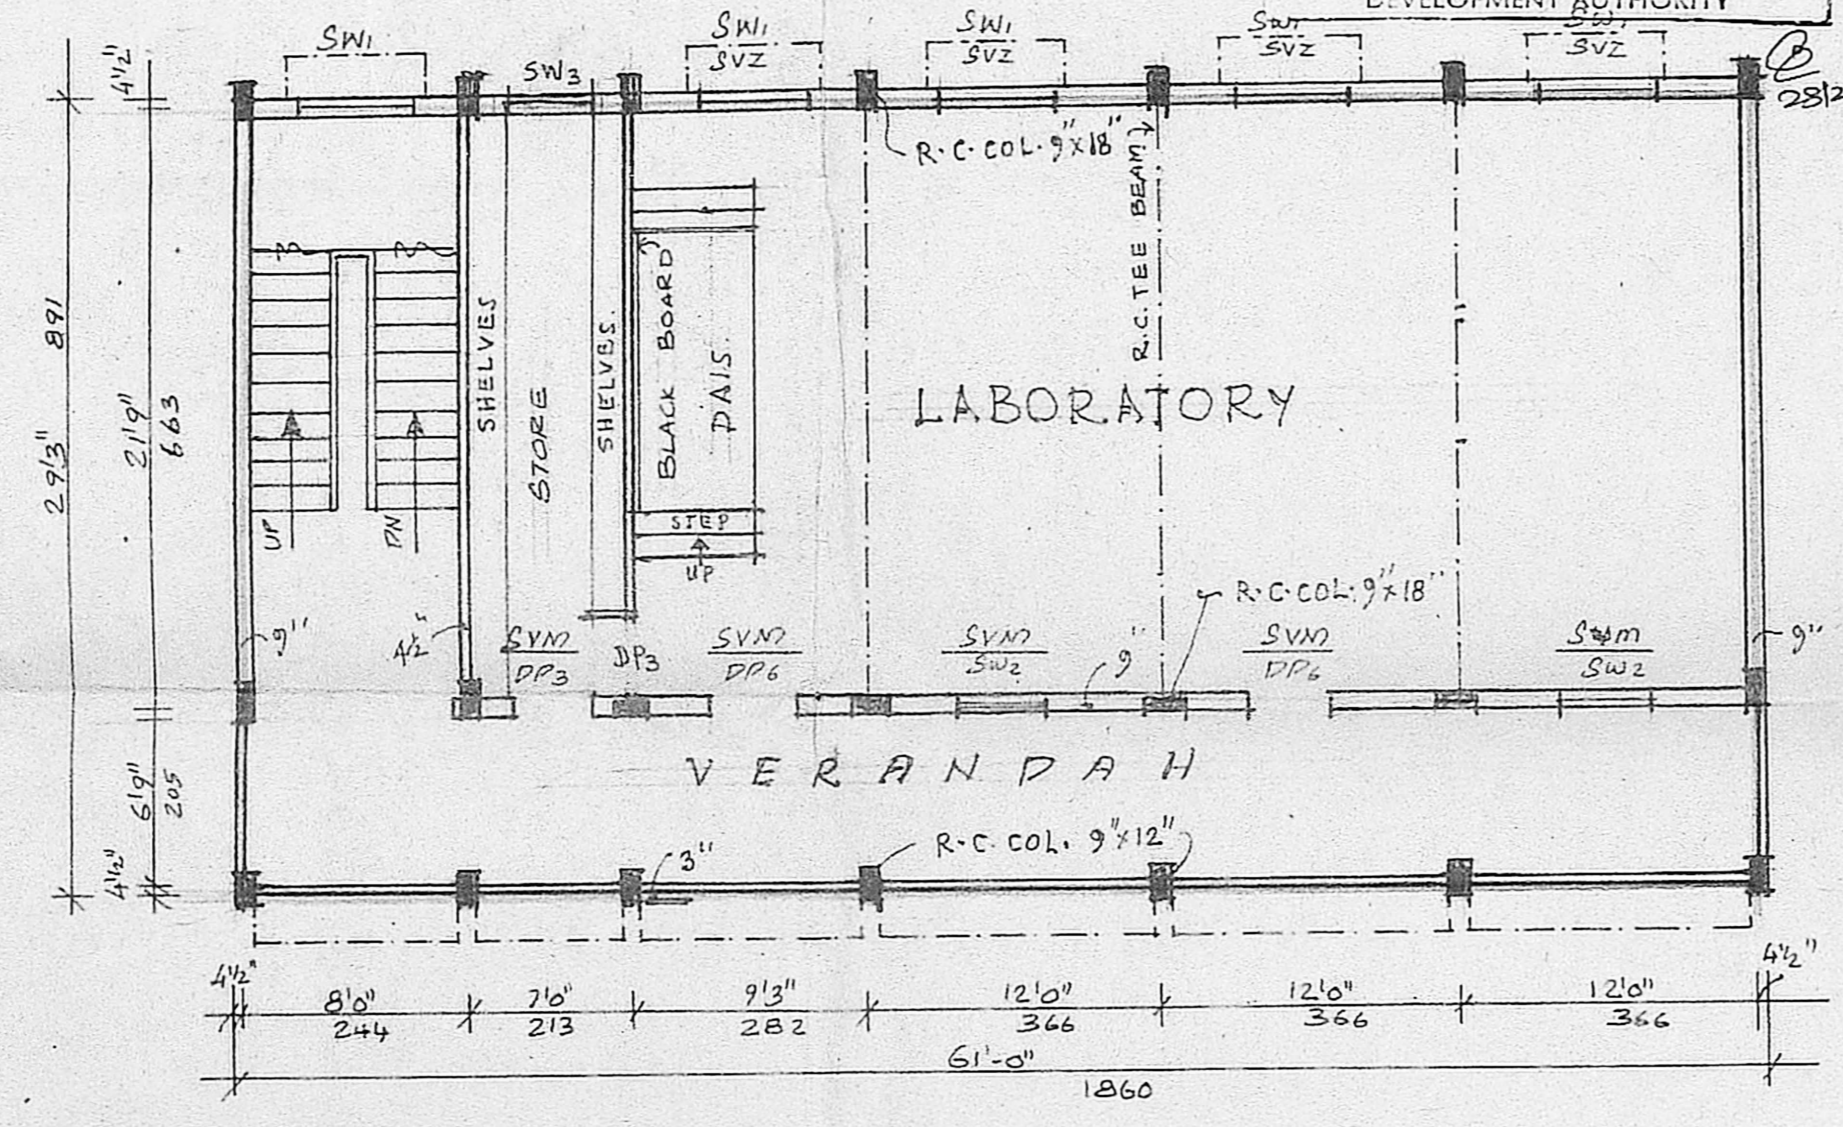 DEVELOPMENT AUTHORITY
SW1
SW3
SW1
SVZ
SW1
SVZ
SW1
SVZ
SW1
SVZ
2812
4½"
29'3" 891
21'9"
663
6'9"
205
4½"
R.C.COL. 9"x18"
R.C.TEE BEAM
SHELVES
STORE
SHELVES.
BLACK BOARD
DAIS.
LABORATORY
UP
DN
STEP
UP
R.C.COL. 9"x18"
9"
4½"
SVM
DP3
DP3
SVM
DP6
SVM
SW2
9"
SVM
DP6
SVM
SW2
9"
VERANDAH
R.C. COL. 9"x12"
3"
4½"
8'0"
244
7'0"
213
9'3"
282
12'0"
366
12'0"
366
12'0"
366
4½"
61'-0"
1860